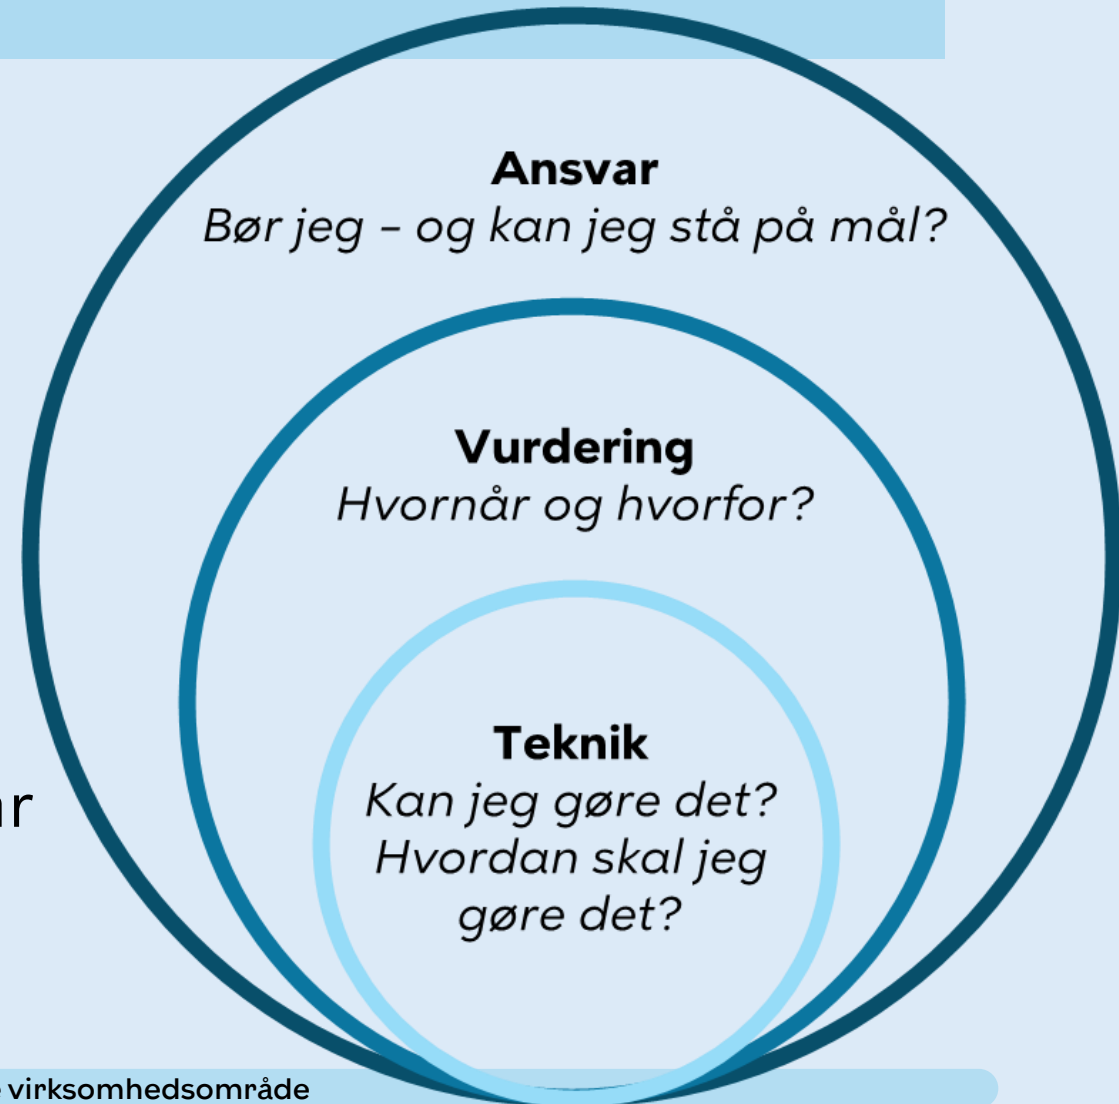 Ansvar
Bør jeg – og kan jeg stå på mål?
Vurdering
Hvornår og hvorfor?
Teknik
Kan jeg gøre det?
Hvordan skal jeg
gøre det?
virksomhedsområde